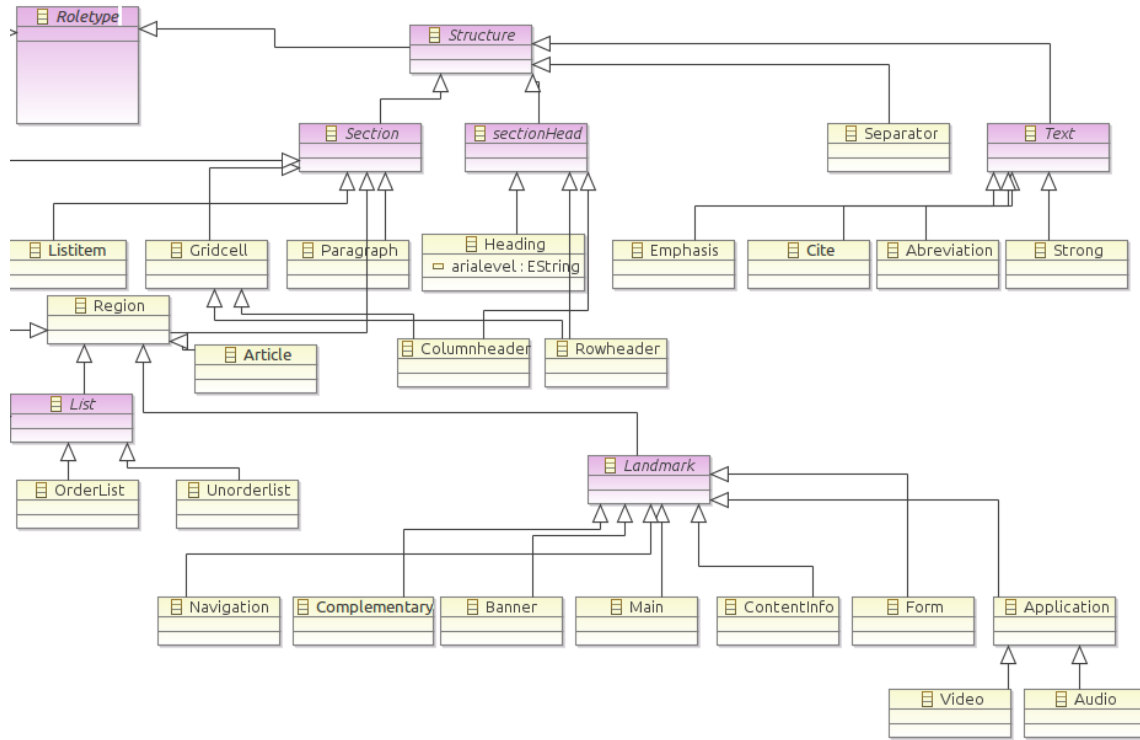 Roletype
Structure
Section
sectionHead
Separator
Text
Listitem
Gridcell
Paragraph
Heading
arialevel : EString
Emphasis
Cite
Abreviation
Strong
Region
Article
Columnheader
Rowheader
List
Landmark
OrderList
Unorderlist
Navigation
Complementary
Banner
Main
ContentInfo
Form
Application
Video
Audio